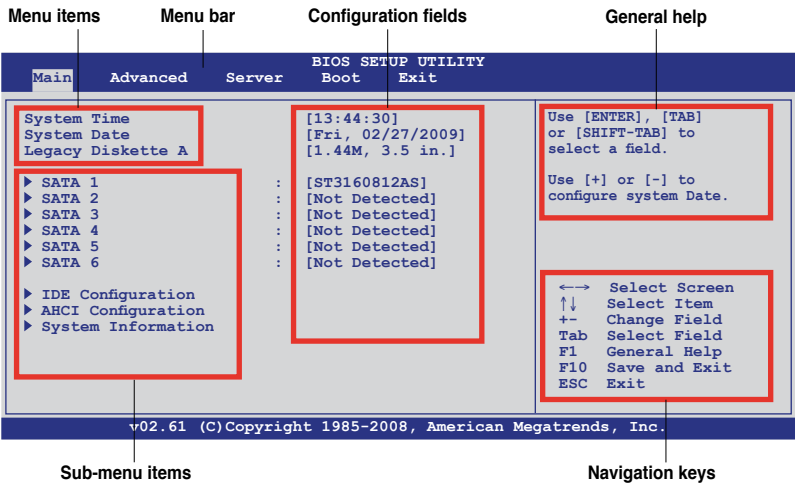 Menu items Menu bar Configuration fields General help
BIOS SETUP UTILITY
Main Advanced Server Boot Exit
System Time [13:44:30]
System Date [Fri, 02/27/2009]
Legacy Diskette A [1.44M, 3.5 in.]
SATA 1 : [ST3160812AS]
SATA 2 : [Not Detected]
SATA 3 : [Not Detected]
SATA 4 : [Not Detected]
SATA 5 : [Not Detected]
SATA 6 : [Not Detected]
IDE Configuration
AHCI Configuration
System Information
Use [ENTER], [TAB]
or [SHIFT-TAB] to
select a field.
Use [+] or [-] to
configure system Date.
←→ Select Screen
↑↓ Select Item
+- Change Field
Tab Select Field
F1 General Help
F10 Save and Exit
ESC Exit
v02.61 (C)Copyright 1985-2008, American Megatrends, Inc.
Sub-menu items Navigation keys